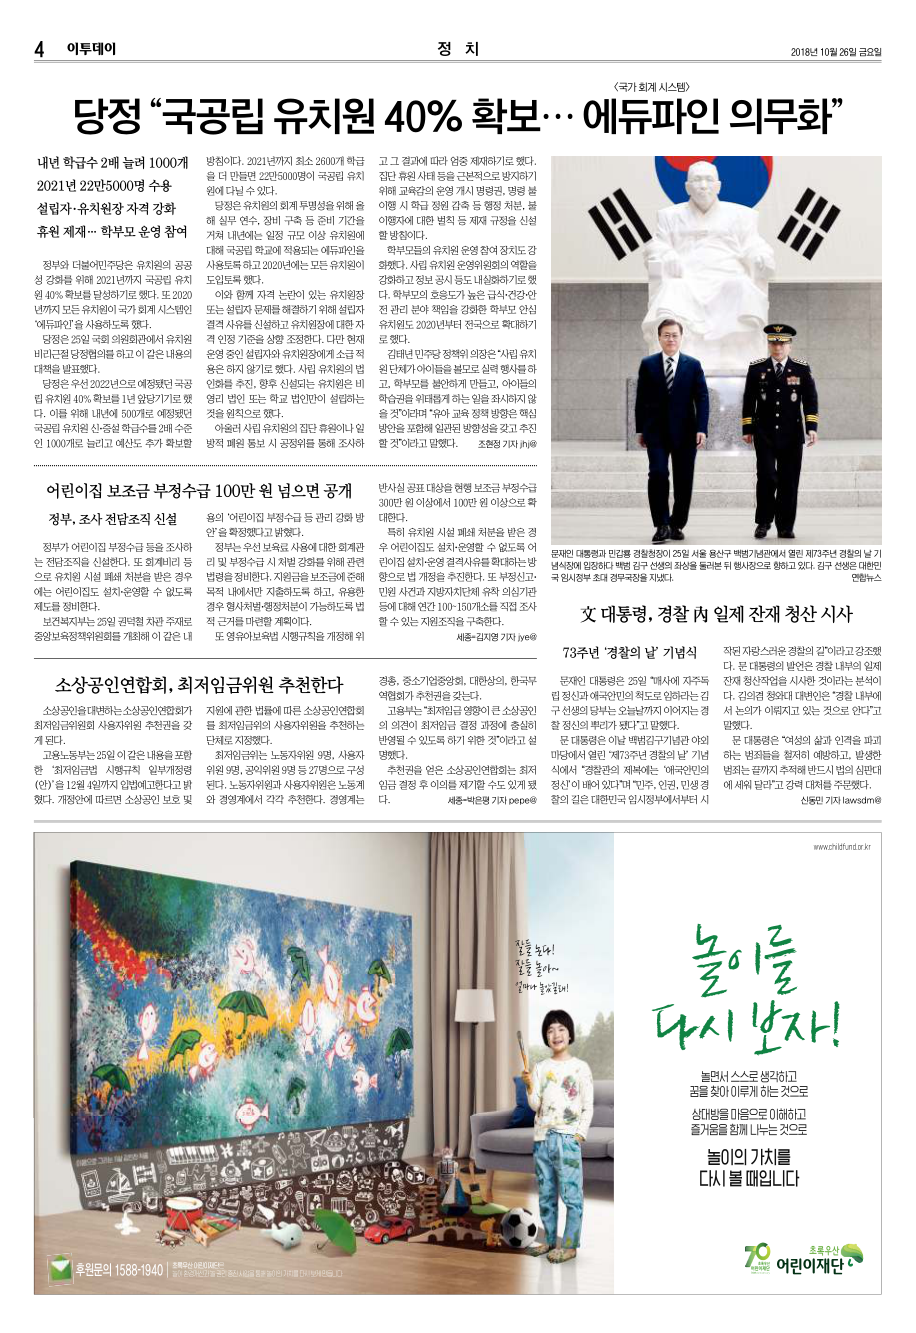 4 이투데이
정 치
2018년 10월 26일 금요일
〈국가 회계 시스템〉
당정 “국공립 유치원 40% 확보… 에듀파인 의무화”
내년 학급수 2배 늘려 1000개
2021년 22만5000명 수용
설립자·유치원장 자격 강화
휴원 제재… 학부모 운영 참여
정부와 더불어민주당은 유치원의 공공
성 강화를 위해 2021년까지 국공립 유치
원 40% 확보를 달성하기로 했다. 또 2020
년까지 모든 유치원이 국가 회계 시스템인
‘에듀파인’을 사용하도록 했다.
당정은 25일 국회 의원회관에서 유치원
비리근절 당정협의를 하고 이 같은 내용의
대책을 발표했다.
당정은 우선 2022년으로 예정됐던 국공
립 유치원 40% 확보를 1년 앞당기기로 했
다. 이를 위해 내년에 500개로 예정됐던
국공립 유치원 신·증설 학급수를 2배 수준
인 1000개로 늘리고 예산도 추가 확보할
방침이다. 2021년까지 최소 2600개 학급
을 더 만들면 22만5000명이 국공립 유치
원에 다닐 수 있다.
당정은 유치원의 회계 투명성을 위해 올
해 실무 연수, 장비 구축 등 준비 기간을
거쳐 내년에는 일정 규모 이상 유치원에
대해 국공립 학교에 적용되는 에듀파인을
사용토록 하고 2020년에는 모든 유치원이
도입토록 했다.
이와 함께 자격 논란이 있는 유치원장
또는 설립자 문제를 해결하기 위해 설립자
결격 사유를 신설하고 유치원장에 대한 자
격 인정 기준을 상향 조정한다. 다만 현재
운영 중인 설립자와 유치원장에게 소급 적
용은 하지 않기로 했다. 사립 유치원의 법
인화를 추진, 향후 신설되는 유치원은 비
영리 법인 또는 학교 법인만이 설립하는
것을 원칙으로 했다.
아울러 사립 유치원의 집단 휴원이나 일
방적 폐원 통보 시 공정위를 통해 조사하
고 그 결과에 따라 엄중 제재하기로 했다.
집단 휴원 사태 등을 근본적으로 방지하기
위해 교육감의 운영 개시 명령권, 명령 불
이행 시 학급 정원 감축 등 행정 처분, 불
이행자에 대한 벌칙 등 제재 규정을 신설
할 방침이다.
학부모들의 유치원 운영 참여 장치도 강
화했다. 사립 유치원 운영위원회의 역할을
강화하고 정보 공시 등도 내실화하기로 했
다. 학부모의 호응도가 높은 급식·건강·안
전 관리 분야 책임을 강화한 학부모 안심
유치원도 2020년부터 전국으로 확대하기
로 했다.
김태년 민주당 정책위 의장은 “사립 유치
원 단체가 아이들을 볼모로 실력 행사를 하
고, 학부모를 불안하게 만들고, 아이들의
학습권을 위태롭게 하는 일을 좌시하지 않
을 것”이라며 “유아 교육 정책 방향은 핵심
방안을 포함해 일관된 방향성을 갖고 추진
할 것”이라고 말했다. 조현정 기자 jhj@
문재인 대통령과 민갑룡 경찰청장이 25일 서울 용산구 백범기념관에서 열린 제73주년 경찰의 날 기
념식장에 입장하다 백범 김구 선생의 좌상을 둘러본 뒤 행사장으로 향하고 있다. 김구 선생은 대한민
국 임시정부 초대 경무국장을 지냈다. 연합뉴스
어린이집 보조금 부정수급 100만 원 넘으면 공개
정부, 조사 전담조직 신설
정부가 어린이집 부정수급 등을 조사하
는 전담조직을 신설한다. 또 회계비리 등
으로 유치원 시설 폐쇄 처분을 받은 경우
에는 어린이집도 설치·운영할 수 없도록
제도를 정비한다.
보건복지부는 25일 권덕철 차관 주재로
중앙보육정책위원회를 개최해 이 같은 내
용의 ‘어린이집 부정수급 등 관리 강화 방
안’을 확정했다고 밝혔다.
정부는 우선 보육료 사용에 대한 회계관
리 및 부정수급 시 처벌 강화를 위해 관련
법령을 정비한다. 지원금을 보조금에 준해
목적 내에서만 지출하도록 하고, 유용한
경우 형사처벌·행정처분이 가능하도록 법
적 근거를 마련할 계획이다.
또 영유아보육법 시행규칙을 개정해 위
반사실 공표 대상을 현행 보조금 부정수급
300만 원 이상에서 100만 원 이상으로 확
대한다.
특히 유치원 시설 폐쇄 처분을 받은 경
우 어린이집도 설치·운영할 수 없도록 어
린이집 설치·운영 결격사유를 확대하는 방
향으로 법 개정을 추진한다. 또 부정신고·
민원 사건과 지방자치단체 유착 의심기관
등에 대해 연간 100~150개소를 직접 조사
할 수 있는 지원조직을 구축한다.
세종=김지영 기자 jye@
소상공인연합회, 최저임금위원 추천한다
소상공인을 대변하는 소상공인연합회가
최저임금위원회 사용자위원 추천권을 갖
게 된다.
고용노동부는 25일 이 같은 내용을 포함
한 ‘최저임금법 시행규칙 일부개정령
(안)’을 12월 4일까지 입법예고한다고 밝
혔다. 개정안에 따르면 소상공인 보호 및
지원에 관한 법률에 따른 소상공인연합회
를 최저임금위의 사용자위원을 추천하는
단체로 지정했다.
최저임금위는 노동자위원 9명, 사용자
위원 9명, 공익위원 9명 등 27명으로 구성
된다. 노동자위원과 사용자위원은 노동계
와 경영계에서 각각 추천한다. 경영계는
경총, 중소기업중앙회, 대한상의, 한국무
역협회가 추천권을 갖는다.
고용부는 “최저임금 영향이 큰 소상공인
의 의견이 최저임금 결정 과정에 충실히
반영될 수 있도록 하기 위한 것”이라고 설
명했다.
추천권을 얻은 소상공인연합회는 최저
임금 결정 후 이의를 제기할 수도 있게 됐
다. 세종=박은평 기자 pepe@
文 대통령, 경찰 內 일제 잔재 청산 시사
73주년 ‘경찰의 날’ 기념식
문재인 대통령은 25일 “매사에 자주독
립 정신과 애국안민의 척도로 임하라는 김
구 선생의 당부는 오늘날까지 이어지는 경
찰 정신의 뿌리가 됐다”고 말했다.
문 대통령은 이날 백범김구기념관 야외
마당에서 열린 ‘제73주년 경찰의 날’ 기념
식에서 “경찰관의 제복에는 ‘애국안민의
정신’이 배어 있다”며 “민주, 인권, 민생 경
찰의 길은 대한민국 임시정부에서부터 시
작된 자랑스러운 경찰의 길”이라고 강조했
다. 문 대통령의 발언은 경찰 내부의 일제
잔재 청산작업을 시사한 것이라는 분석이
다. 김의겸 청와대 대변인은 “경찰 내부에
서 논의가 이뤄지고 있는 것으로 안다”고
말했다.
문 대통령은 “여성의 삶과 인격을 파괴
하는 범죄들을 철저히 예방하고, 발생한
범죄는 끝까지 추적해 반드시 법의 심판대
에 세워 달라”고 강력 대처를 주문했다.
신동민 기자 lawsdm@
www.childfund.or.kr
잘들 논다!
잘들 놀아~
얼마나 놀았길래!
놀이를
다시 보자!
놀면서 스스로 생각하고
꿈을 찾아 이루게 하는 것으로
상대방을 마음으로 이해하고
즐거움을 함께 나누는 것으로
놀이의 가치를
다시 볼 때입니다
후원문의 1588-1940
초록우산 어린이재단은
70
초록우산
어린이재단